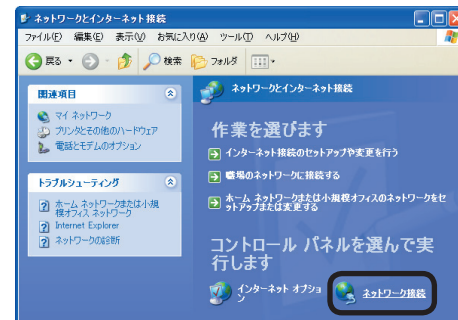 ネットワークとインターネット接続
ファイル(F) 編集(E) 表示(V) お気に入り(A) ツール(T) ヘルプ(H)
戻る 検索 フォルダ
関連項目
マイ ネットワーク
プリンタとその他のハードウェア
電話とモデムのオプション
トラブルシューティング
ホーム ネットワークまたは小規
模オフィス ネットワーク
Internet Explorer
ネットワークの診断
ネットワークとインターネット接続
作業を選びます
インターネット接続のセットアップや変更を行う
職場のネットワークに接続する
ホーム ネットワークまたは小規模オフィスのネットワークをセ
ットアップまたは変更する
コントロール パネルを選んで実
行します
インターネット オプショ
ン
ネットワーク接続